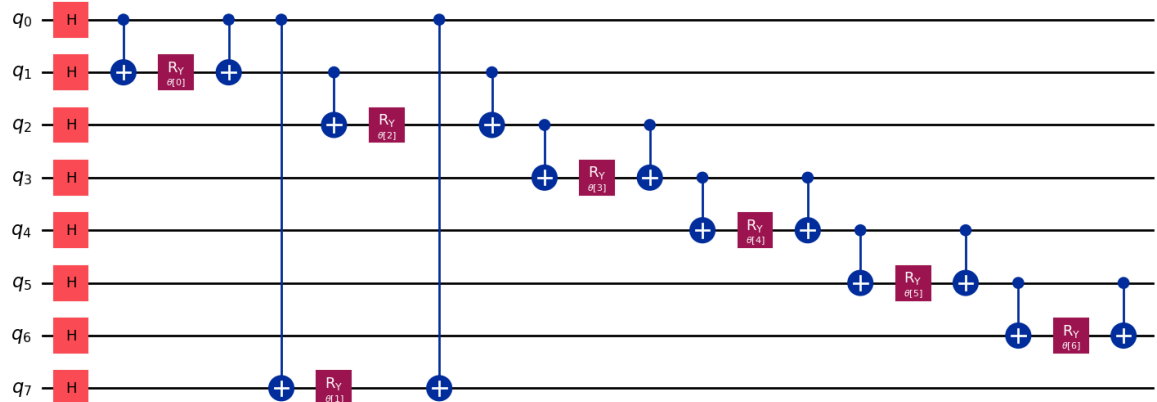 q0 H
q1 H RY θ[0]
q2 H RY θ[2]
q3 H RY θ[3]
q4 H RY θ[4]
q5 H RY θ[5]
q6 H RY θ[6]
q7 H RY θ[1]